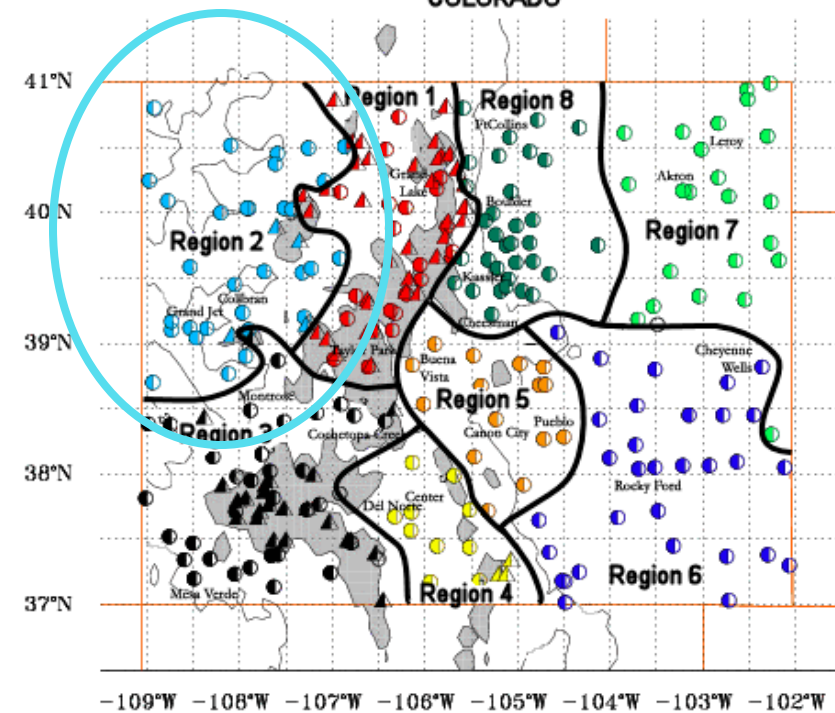 COLORADO
41°N
Region 1
Region 8
FtCollins
Leroy
Grand
Lake
Akron
40°N
Boulder
Region 2
Region 7
Kassler
Colbran
Grand Jct
Cheesman
39°N
Taylor Park
Buena
Vista
Cheyenne
Wells
Montrose
Region 5
Region 3
Cochetopa Creek
Canon City
Pueblo
38°N
Rocky Ford
Del Norte
Center
Mesa Verde
Region 4
Region 6
37°N
-109°W -108°W -107°W -106°W -105°W -104°W -103°W -102°W